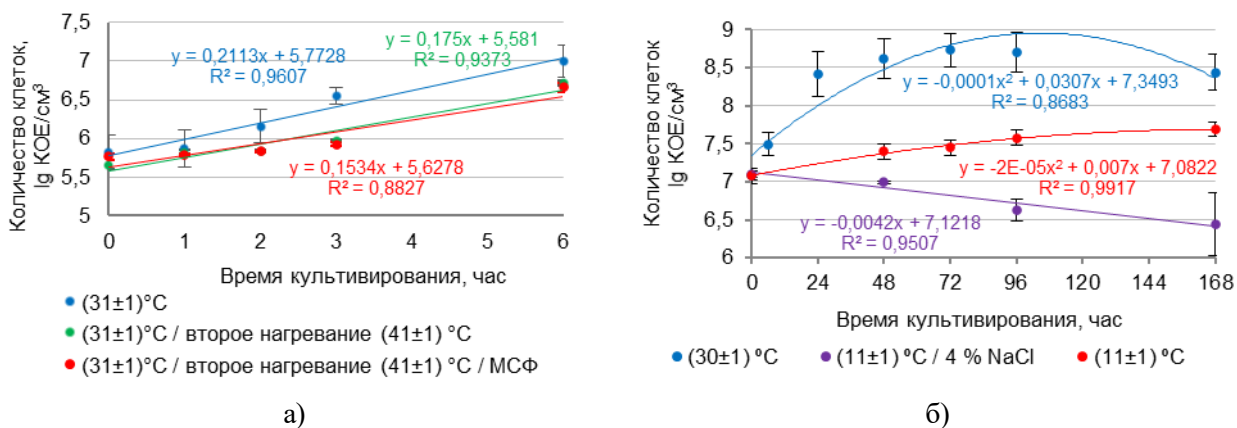 Количество клеток,
lg КОЕ/см³
7,5
7
6,5
6
5,5
5
y = 0,2113x + 5,7728
R² = 0,9607
y = 0,175x + 5,581
R² = 0,9373
y = 0,1534x + 5,6278
R² = 0,8827
0 1 2 3 4 5 6
Время культивирования, час
(31±1)°C
(31±1)°C / второе нагревание (41±1) °C
(31±1)°C / второе нагревание (41±1) °C / МСФ
а)
Количество клеток
lg КОЕ/см³
9
8,5
8
7,5
7
6,5
6
y = -0,0001x² + 0,0307x + 7,3493
R² = 0,8683
y = -2E-05x² + 0,007x + 7,0822
R² = 0,9917
y = -0,0042x + 7,1218
R² = 0,9507
0 24 48 72 96 120 144 168
Время культивирования, час
(30±1) ºC (11±1) ºC / 4 % NaCl (11±1) ºC
б)